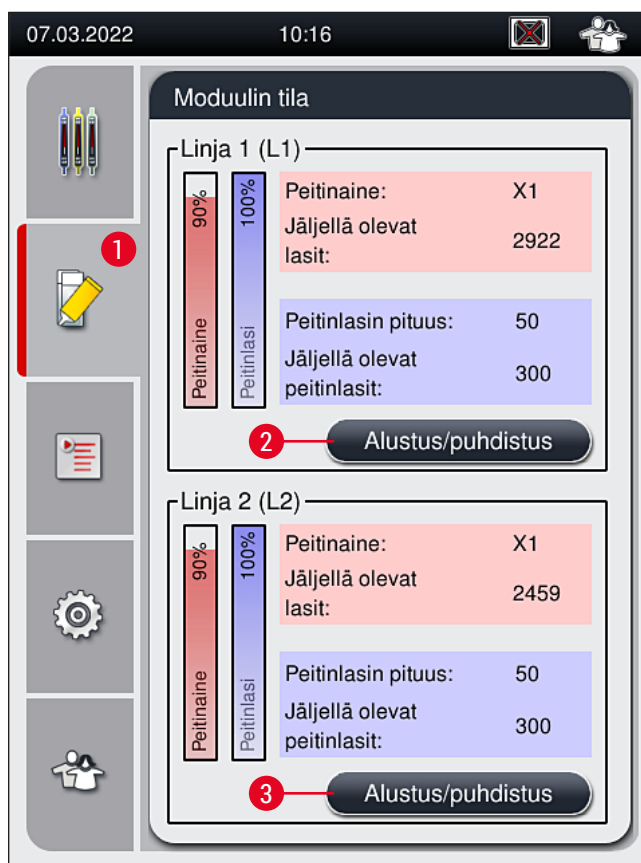 07.03.2022 10:16
Moduulin tila
1
Linja 1 (L1)
90%
Peitinaine
100%
Peitinlasi
Peitinaine: X1
Jäljellä olevat
lasit: 2922
Peitinlasin pituus: 50
Jäljellä olevat
peitinlasit: 300
2
Alustus/puhdistus
Linja 2 (L2)
90%
Peitinaine
100%
Peitinlasi
Peitinaine: X1
Jäljellä olevat
lasit: 2459
Peitinlasin pituus: 50
Jäljellä olevat
peitinlasit: 300
3
Alustus/puhdistus